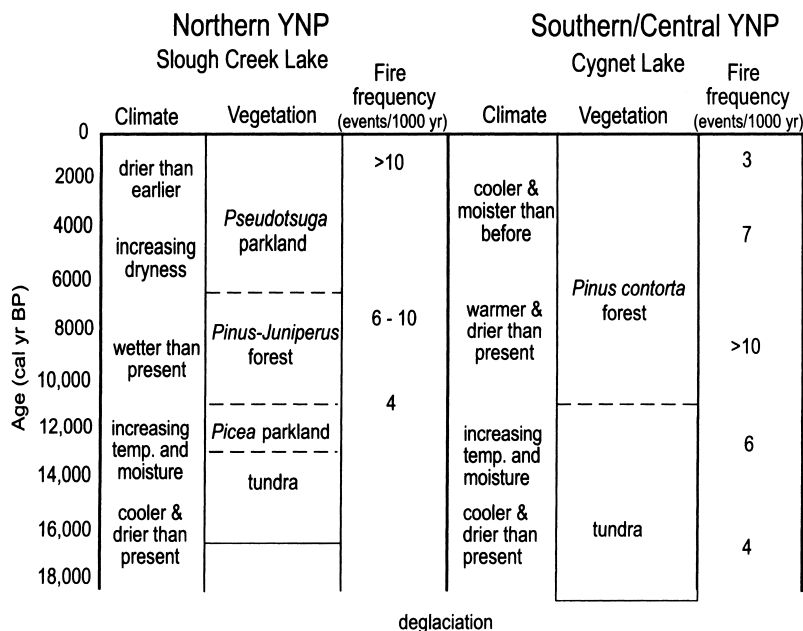 Northern YNP
Slough Creek Lake
Southern/Central YNP
Cygnet Lake
Climate
Vegetation
Fire
frequency
(events/1000 yr)
Climate
Vegetation
Fire
frequency
(events/1000 yr)
Age (cal yr BP)
0
2000
4000
6000
8000
10,000
12,000
14,000
16,000
18,000
drier than
earlier
increasing
dryness
wetter than
present
increasing
temp. and
moisture
cooler &
drier than
present
Pseudotsuga
parkland
Pinus-Juniperus
forest
Picea parkland
tundra
>10
6 - 10
4
cooler &
moister than
before
warmer &
drier than
present
increasing
temp. and
moisture
cooler &
drier than
present
Pinus contorta
forest
tundra
3
7
>10
6
4
deglaciation